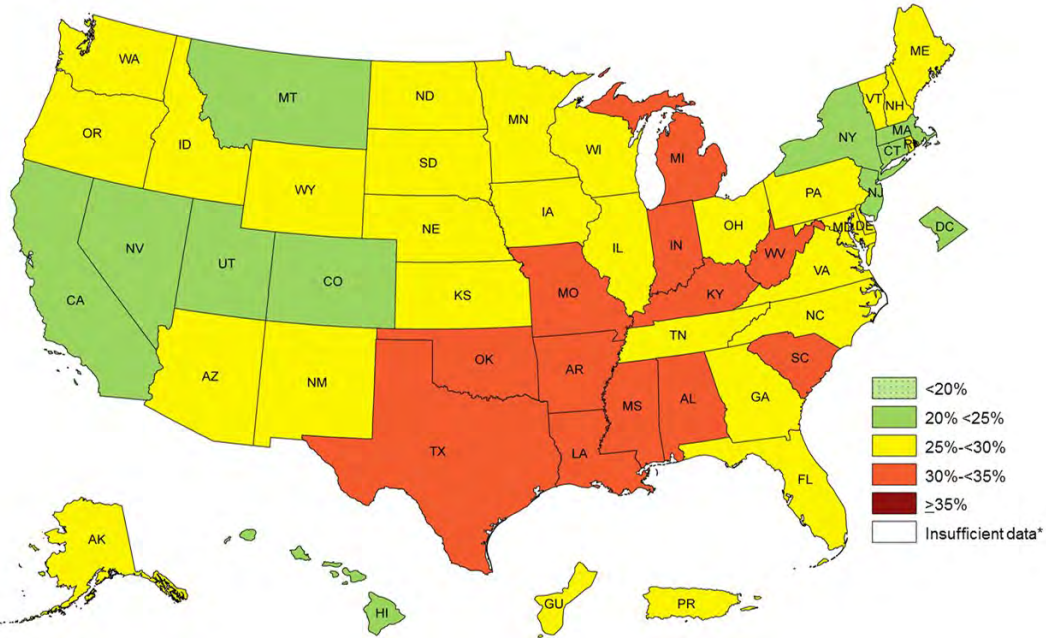 WA
MT
ND
MN
ME
OR
ID
SD
WI
MI
VT
NH
NY
MA
CT
RI
WY
NE
IA
PA
NJ
NV
UT
CO
IL
IN
OH
MD
DE
DC
CA
KS
MO
KY
WV
VA
AZ
NM
OK
AR
TN
NC
SC
TX
LA
MS
AL
GA
FL
AK
HI
GU
PR
<20%
20% <25%
25%-<30%
30%-<35%
≥35%
Insufficient data*